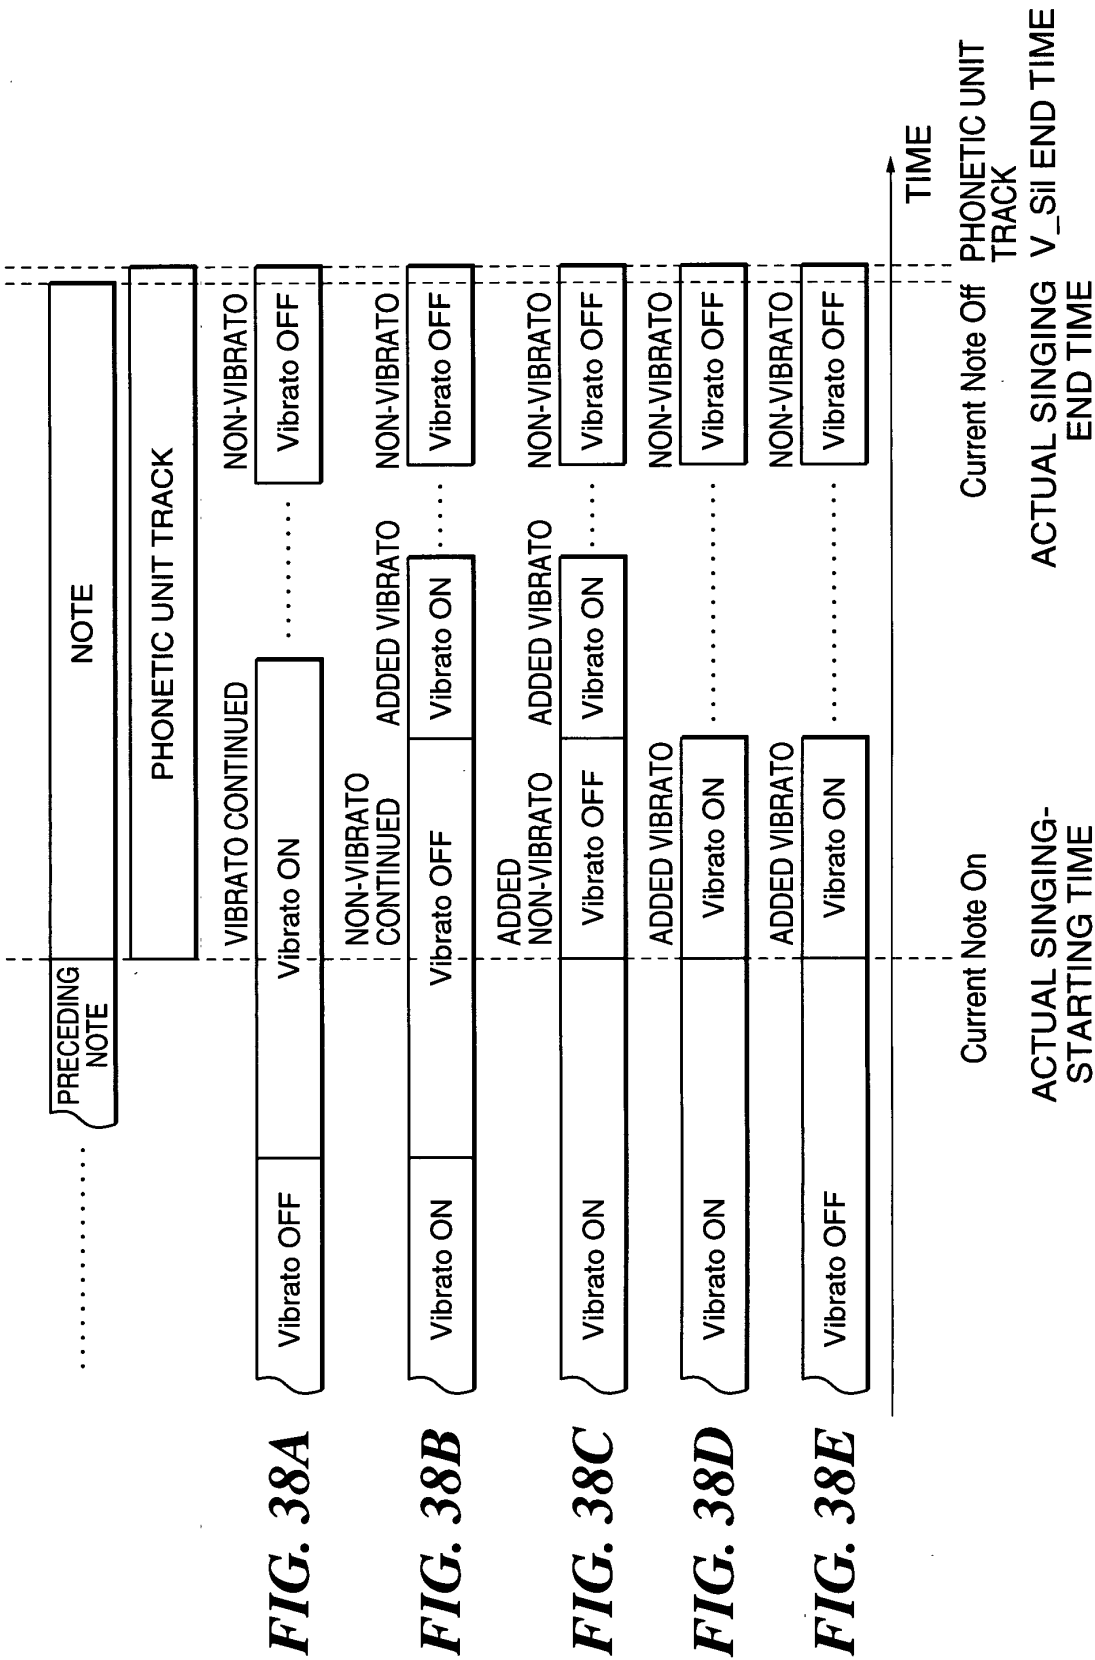 PRECEDING
NOTE
NOTE
PHONETIC UNIT TRACK
FIG. 38A
VIBRATO CONTINUED
NON-VIBRATO
Vibrato OFF
Vibrato ON
Vibrato OFF
FIG. 38B
NON-VIBRATO
CONTINUED
ADDED VIBRATO
NON-VIBRATO
Vibrato ON
Vibrato OFF
Vibrato ON
Vibrato OFF
FIG. 38C
ADDED
NON-VIBRATO
ADDED VIBRATO
NON-VIBRATO
Vibrato ON
Vibrato OFF
Vibrato ON
Vibrato OFF
FIG. 38D
ADDED VIBRATO
NON-VIBRATO
Vibrato ON
Vibrato ON
Vibrato OFF
FIG. 38E
ADDED VIBRATO
NON-VIBRATO
Vibrato OFF
Vibrato ON
Vibrato OFF
TIME
Current Note On
Current Note Off
PHONETIC UNIT
TRACK
ACTUAL SINGING-
STARTING TIME
ACTUAL SINGING
END TIME
V_Sil END TIME